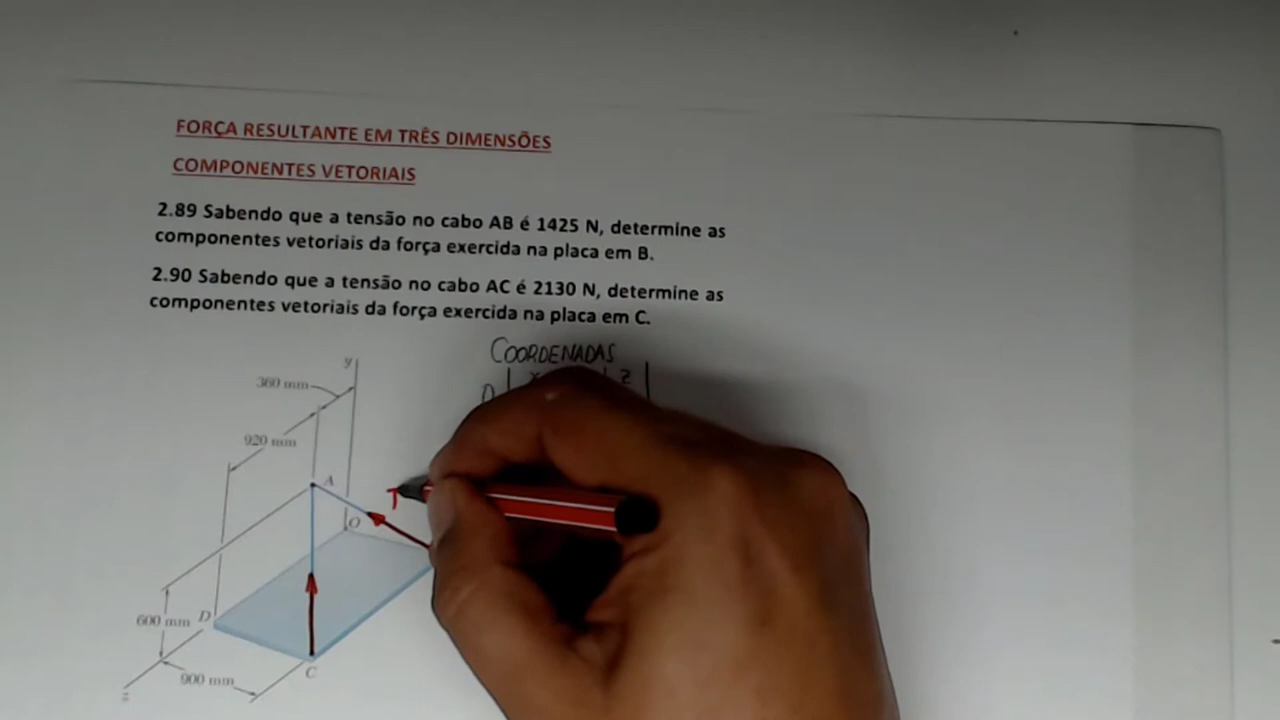 FORÇA RESULTANTE EM TRÊS DIMENSÕES
COMPONENTES VETORIAIS
2.89 Sabendo que a tensão no cabo AB é 1425 N, determine as
componentes vetoriais da força exercida na placa em B.
2.90 Sabendo que a tensão no cabo AC é 2130 N, determine as
componentes vetoriais da força exercida na placa em C.
COORDENADAS
y
x z
360 mm
O
920 mm
A
T
O
600 mm
D
C
900 mm
z